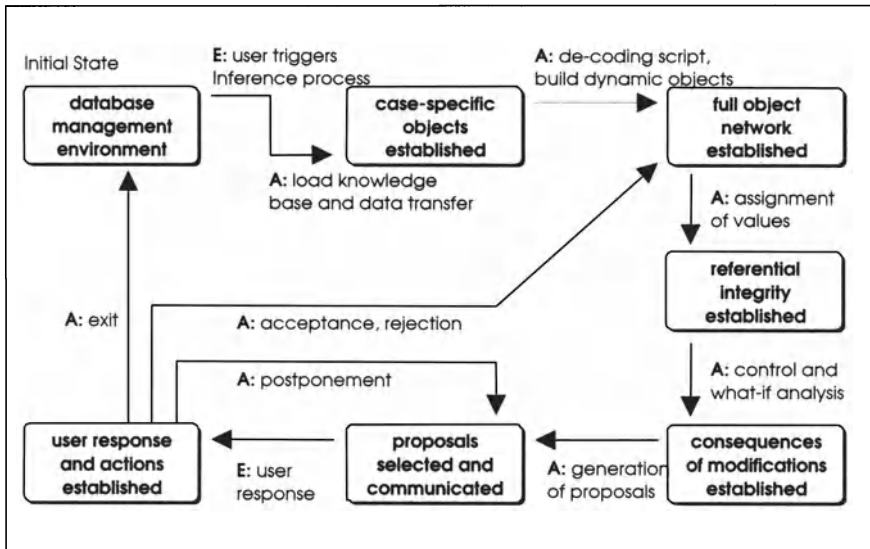 Initial State
database
management
environment
E: user triggers
Inference process
A: load knowledge
base and data transfer
case-specific
objects
established
A: de-coding script,
build dynamic objects
full object
network
established
A: assignment
of values
referential
integrity
established
A: control and
what-if analysis
consequences
of modifications
established
A: generation
of proposals
proposals
selected and
communicated
E: user
response
user response
and actions
established
A: exit
A: acceptance, rejection
A: postponement